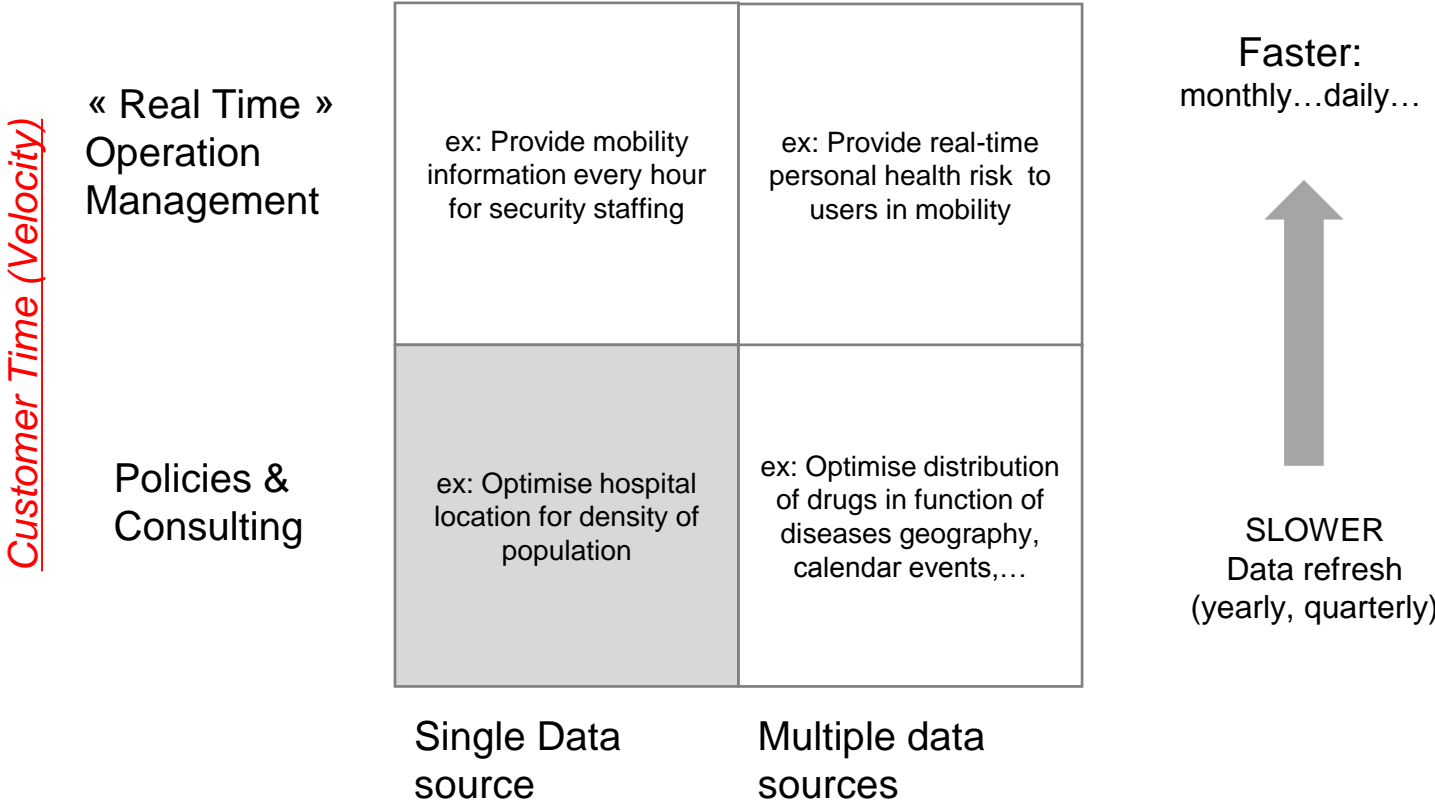 Customer Time (Velocity)
« Real Time »
Operation
Management
ex: Provide mobility
information every hour
for security staffing
ex: Provide real-time
personal health risk to
users in mobility
Faster:
monthly…daily…
Policies &
Consulting
ex: Optimise hospital
location for density of
population
ex: Optimise distribution
of drugs in function of
diseases geography,
calendar events,…
SLOWER
Data refresh
(yearly, quarterly)
Single Data
source
Multiple data
sources